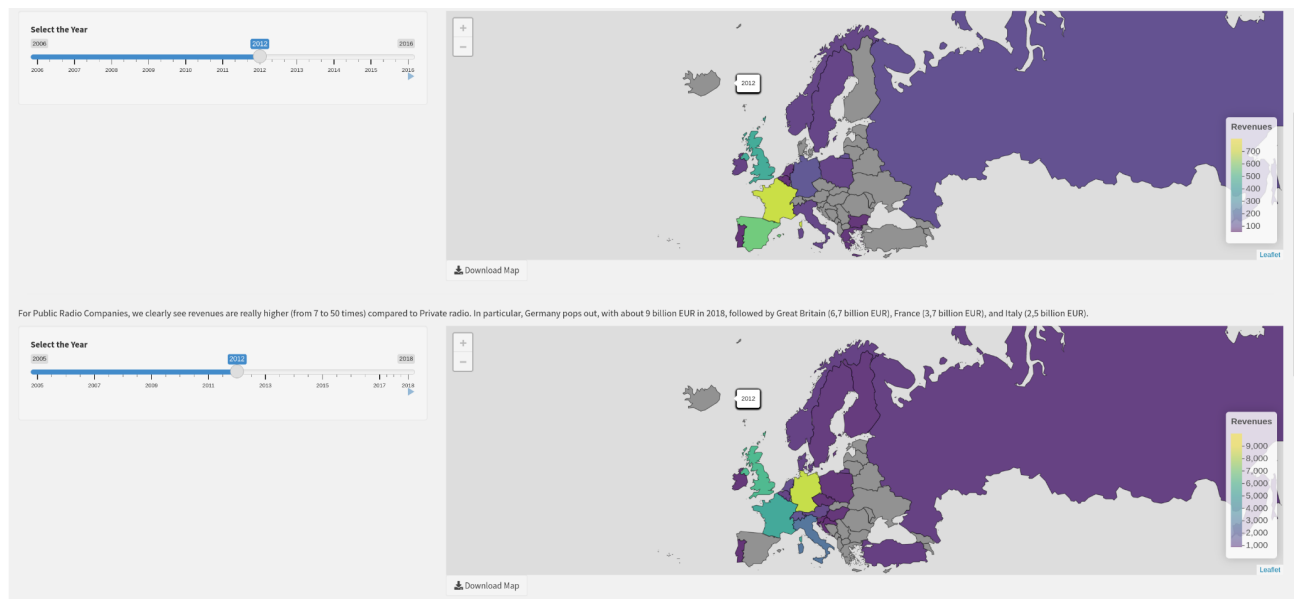 Select the Year
2006 2012 2016
2006 2007 2008 2009 2010 2011 2012 2013 2014 2015 2016
+
−
2012
Revenues
700
600
500
400
300
200
100
Leaflet
Download Map
For Public Radio Companies, we clearly see revenues are really higher (from 7 to 50 times) compared to Private radio. In particular, Germany pops out, with about 9 billion EUR in 2018, followed by Great Britain (6,7 billion EUR), France (3,7 billion EUR), and Italy (2,5 billion EUR).
Select the Year
2005 2012 2018
2005 2007 2009 2011 2013 2015 2017 2018
+
−
2012
Revenues
9,000
8,000
7,000
6,000
5,000
4,000
3,000
2,000
1,000
Leaflet
Download Map